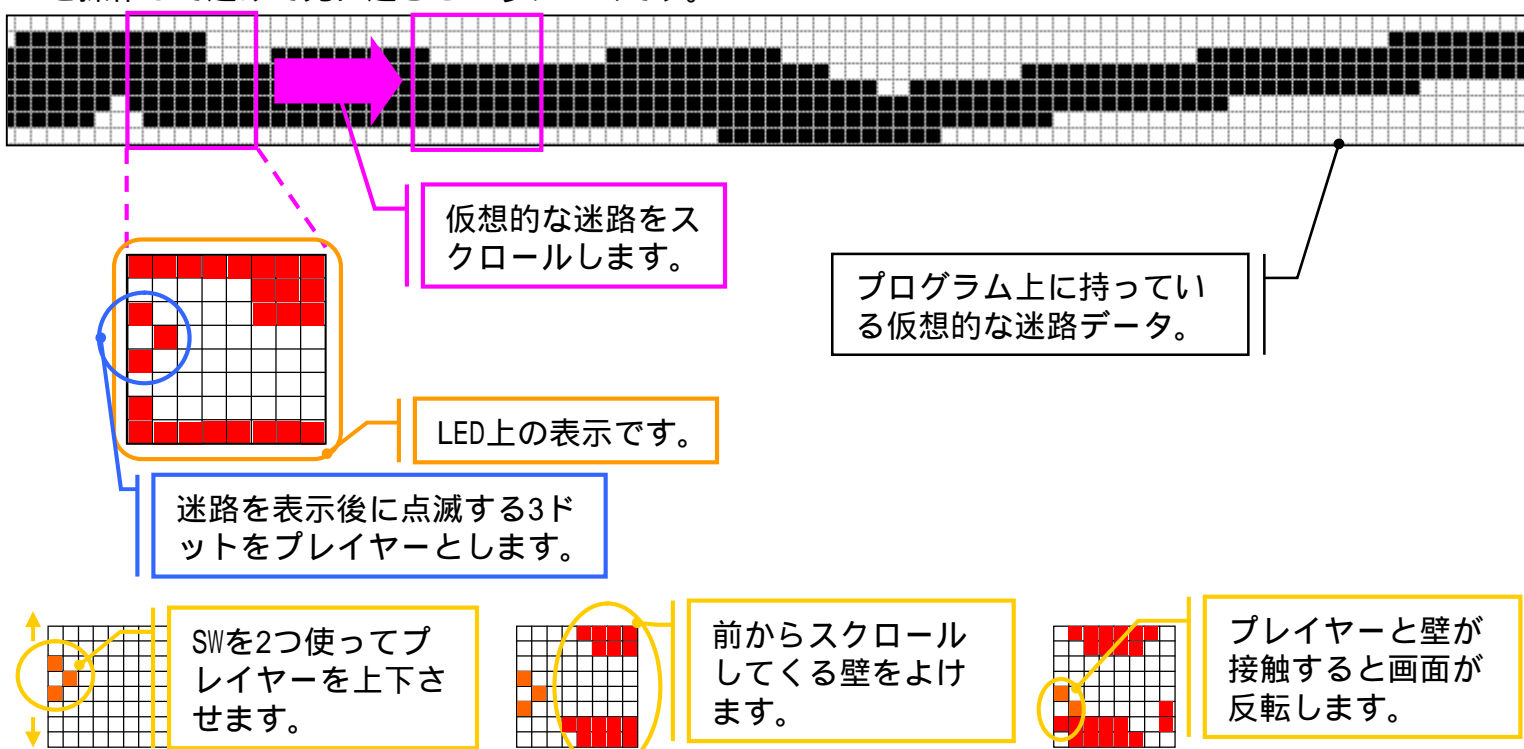 仮想的な迷路をス
クロールします。
プログラム上に持ってい
る仮想的な迷路データ。
LED上の表示です。
迷路を表示後に点滅する3ド
ットをプレイヤーとします。
SWを2つ使ってプ
レイヤーを上下さ
せます。
前からスクロール
してくる壁をよけ
ます。
プレイヤーと壁が
接触すると画面が
反転します。